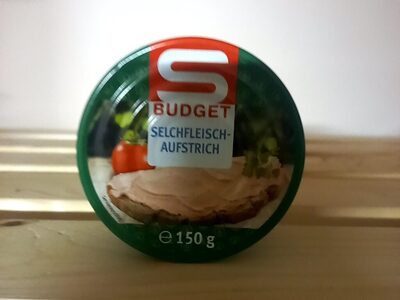 S
BUDGET
SELCHFLEISCH-
AUFSTRICH
℮ 150 g